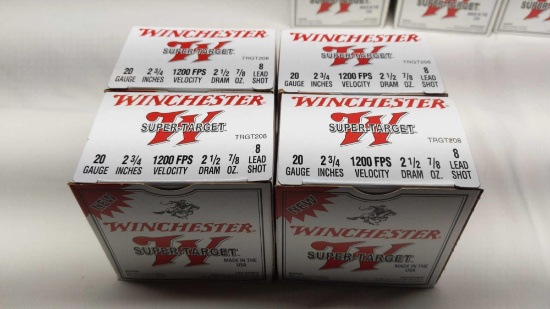 WINCHESTER
W
SUPER-TARGET
TRGT208
20 GAUGE 2 3/4 INCHES 1200 FPS VELOCITY 2 1/2 DRAM 7/8 OZ. 8 LEAD SHOT
WINCHESTER
W
SUPER-TARGET
TRGT208
20 GAUGE 2 3/4 INCHES 1200 FPS VELOCITY 2 1/2 DRAM 7/8 OZ. 8 LEAD SHOT
WINCHESTER
W
SUPER-TARGET
TRGT208
20 GAUGE 2 3/4 INCHES 1200 FPS VELOCITY 2 1/2 DRAM 7/8 OZ. 8 LEAD SHOT
WINCHESTER
W
SUPER-TARGET
TRGT208
20 GAUGE 2 3/4 INCHES 1200 FPS VELOCITY 2 1/2 DRAM 7/8 OZ. 8 LEAD SHOT
NEW
WINCHESTER
W
SUPER-TARGET
MADE IN THE
USA
NEW
WINCHESTER
W
SUPER-TARGET
MADE IN THE
USA